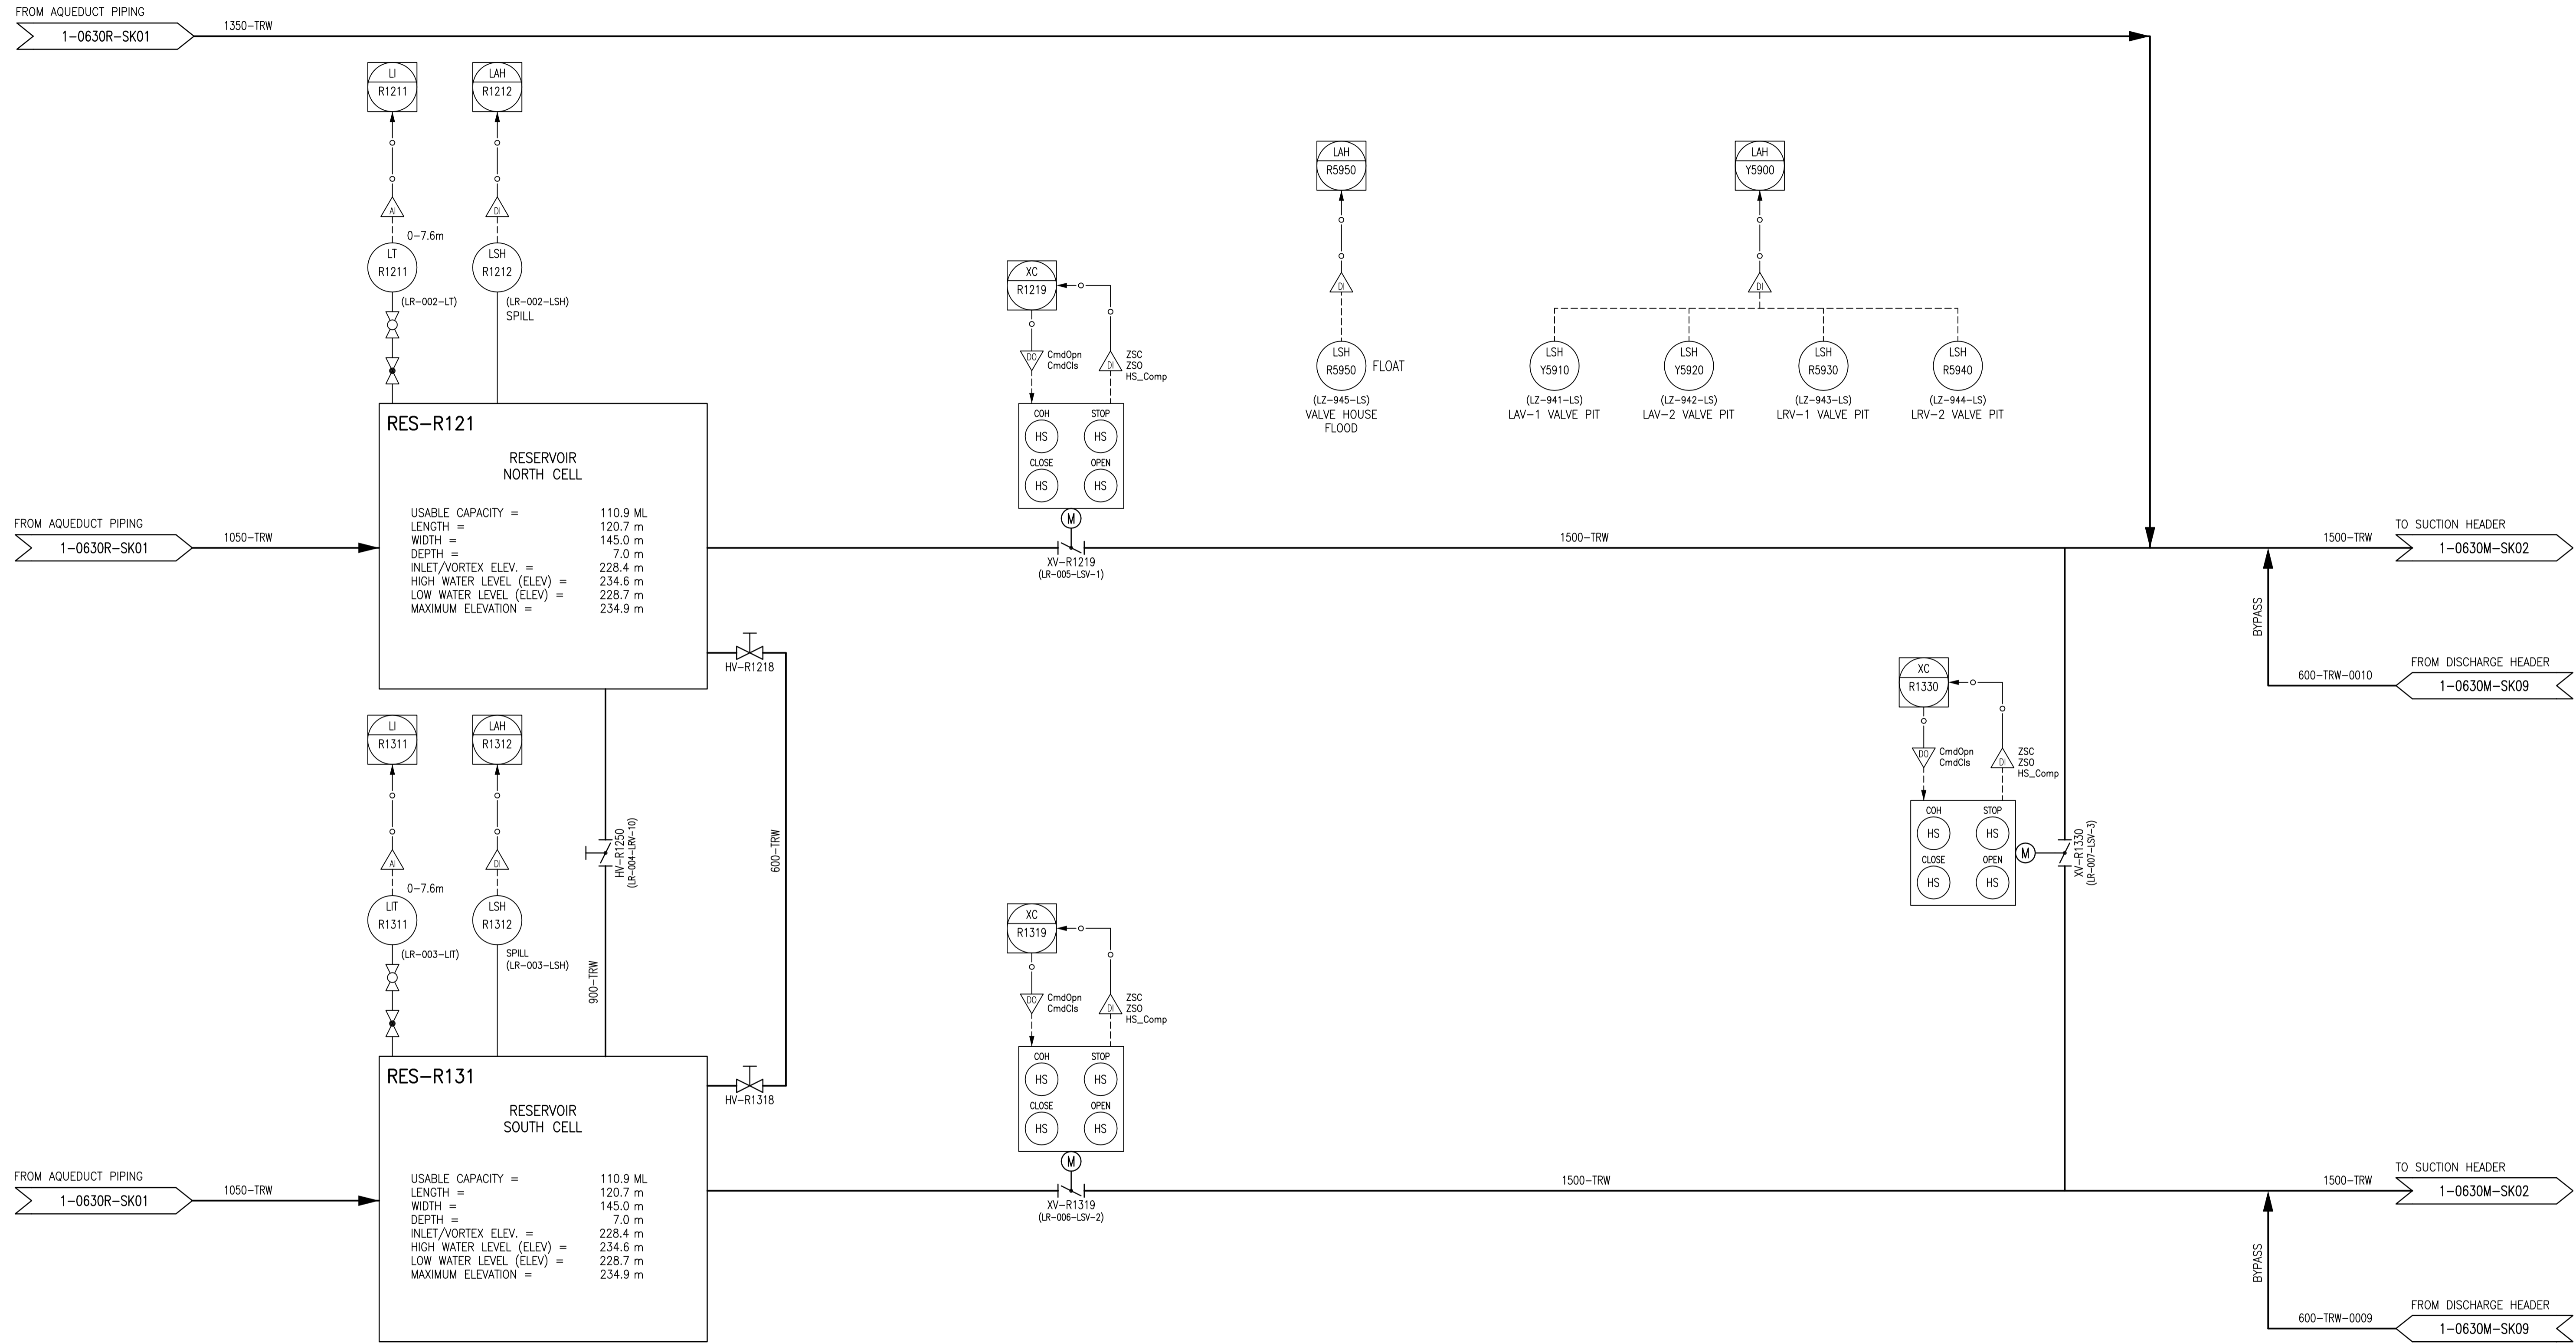 FROM AQUEDUCT PIPING
1-0630R-SK01
1350-TRW
LI
R1211
LAH
R1212
AI
DI
0-7.6m
LT
R1211
LSH
R1212
(LR-002-LT)
(LR-002-LSH)
SPILL
LAH
R5950
DI
LSH
R5950
FLOAT
(LZ-945-LS)
VALVE HOUSE
FLOOD
LAH
Y5900
DI
LSH
Y5910
(LZ-941-LS)
LAV-1 VALVE PIT
LSH
Y5920
(LZ-942-LS)
LAV-2 VALVE PIT
LSH
R5930
(LZ-943-LS)
LRV-1 VALVE PIT
LSH
R5940
(LZ-944-LS)
LRV-2 VALVE PIT
XC
R1219
DO
CmdOpn
CmdCls
DI
ZSC
ZSO
HS_Comp
COH
STOP
HS
HS
CLOSE
OPEN
HS
HS
M
XV-R1219
(LR-005-LSV-1)
RES-R121
RESERVOIR
NORTH CELL
USABLE CAPACITY = 110.9 ML
LENGTH = 120.7 m
WIDTH = 145.0 m
DEPTH = 7.0 m
INLET/VORTEX ELEV. = 228.4 m
HIGH WATER LEVEL (ELEV) = 234.6 m
LOW WATER LEVEL (ELEV) = 228.7 m
MAXIMUM ELEVATION = 234.9 m
FROM AQUEDUCT PIPING
1-0630R-SK01
1050-TRW
1500-TRW
1500-TRW
TO SUCTION HEADER
1-0630M-SK02
BYPASS
600-TRW-0010
FROM DISCHARGE HEADER
1-0630M-SK09
HV-R1218
600-TRW
HV-R1318
HV-R1250
(LR-004-LRV-10)
900-TRW
LI
R1311
LAH
R1312
AI
DI
0-7.6m
LIT
R1311
LSH
R1312
(LR-003-LIT)
SPILL
(LR-003-LSH)
XC
R1330
DO
CmdOpn
CmdCls
DI
ZSC
ZSO
HS_Comp
COH
STOP
HS
HS
CLOSE
OPEN
HS
HS
M
XV-R1330
(LR-007-LSV-3)
XC
R1319
DO
CmdOpn
CmdCls
DI
ZSC
ZSO
HS_Comp
COH
STOP
HS
HS
CLOSE
OPEN
HS
HS
M
XV-R1319
(LR-006-LSV-2)
RES-R131
RESERVOIR
SOUTH CELL
USABLE CAPACITY = 110.9 ML
LENGTH = 120.7 m
WIDTH = 145.0 m
DEPTH = 7.0 m
INLET/VORTEX ELEV. = 228.4 m
HIGH WATER LEVEL (ELEV) = 234.6 m
LOW WATER LEVEL (ELEV) = 228.7 m
MAXIMUM ELEVATION = 234.9 m
FROM AQUEDUCT PIPING
1-0630R-SK01
1050-TRW
1500-TRW
1500-TRW
TO SUCTION HEADER
1-0630M-SK02
BYPASS
600-TRW-0009
FROM DISCHARGE HEADER
1-0630M-SK09